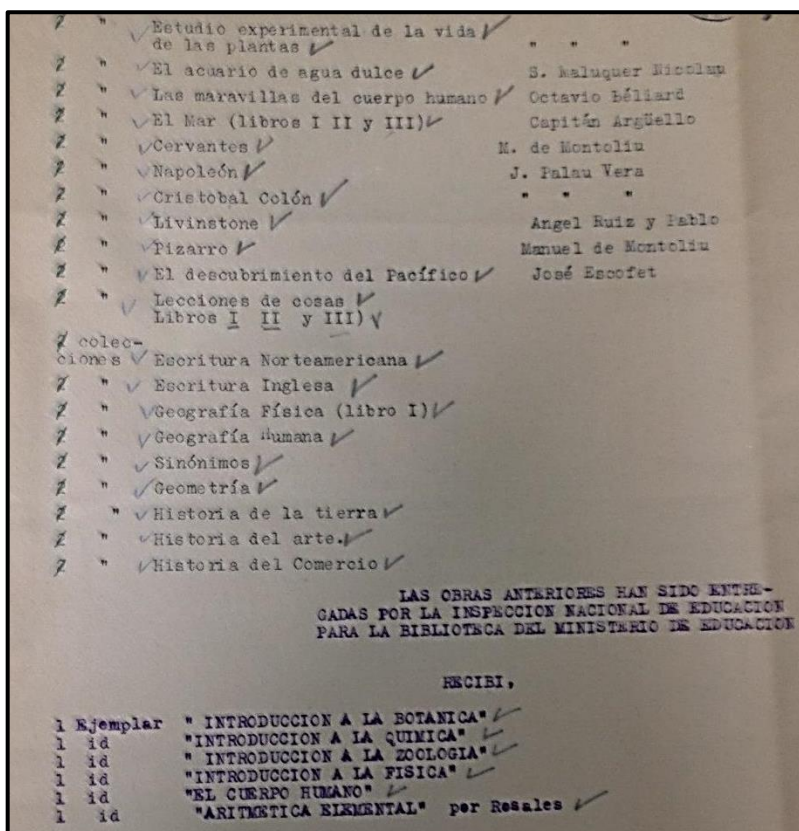 2 " Estudio experimental de la vida
de las plantas " " "
2 " El acuario de agua dulce S. Maluquer Nicolau
2 " Las maravillas del cuerpo humano Octavio Béliard
2 " El Mar (libros I II y III) Capitán Argüello
2 " Cervantes M. de Montoliu
2 " Napoleón J. Palau Vera
2 " Cristobal Colón " " "
2 " Livinstone Angel Ruiz y Pablo
2 " Pizarro Manuel de Montoliu
2 " El descubrimiento del Pacífico José Escofet
2 " Lecciones de cosas
Libros I II y III)
2 colec-
ciones Escritura Norteamericana
2 " Escritura Inglesa
2 " Geografía Física (libro I)
2 " Geografía Humana
2 " Sinónimos
2 " Geometría
2 " Historia de la tierra
2 " Historia del arte.
2 " Historia del Comercio
LAS OBRAS ANTERIORES HAN SIDO ENTRE-
GADAS POR LA INSPECCION NACIONAL DE EDUCACION
PARA LA BIBLIOTECA DEL MINISTERIO DE EDUCACION
RECIBI,
1 Ejemplar " INTRODUCCION A LA BOTANICA"
1 id "INTRODUCCION A LA QUIMICA"
1 id " INTRODUCCION A LA ZOOLOGIA"
1 id "INTRODUCCION A LA FISICA"
1 id "EL CUERPO HUMANO"
1 id "ARITMETICA ELEMENTAL" por Rosales